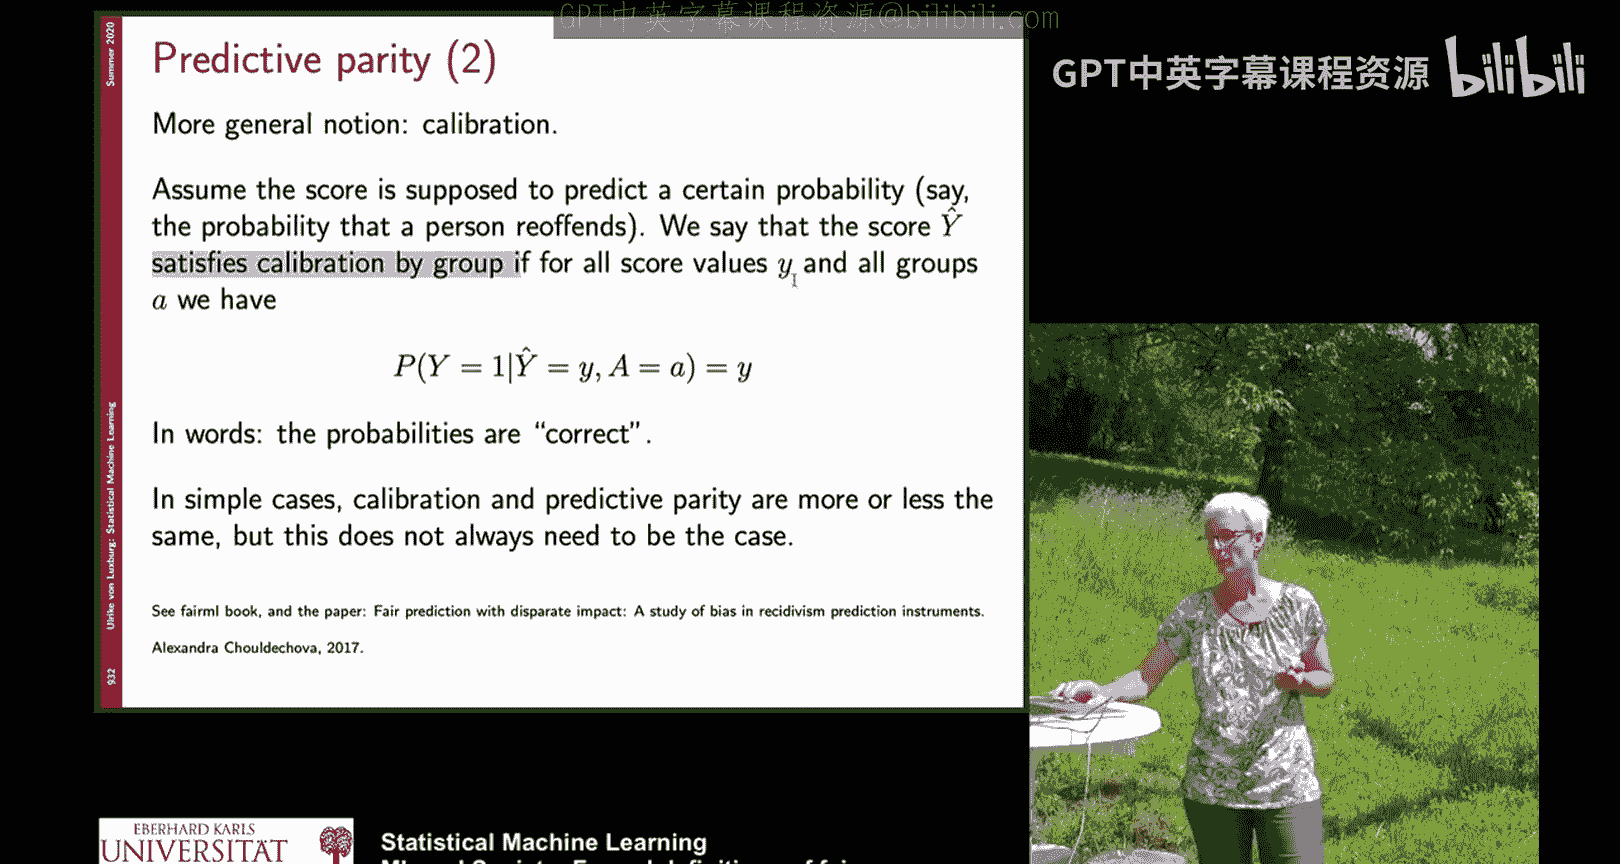 GPT中英字幕课程资源@bilibili.com
GPT中英字幕课程资源 bilibili
Summer 2020
Predictive parity (2)
More general notion: calibration.
Assume the score is supposed to predict a certain probability (say,
the probability that a person reoffends). We say that the score Ŷ
satisfies calibration by group if for all score values y and all groups
a we have
P(Y = 1|Ŷ = y, A = a) = y
In words: the probabilities are “correct”.
In simple cases, calibration and predictive parity are more or less the
same, but this does not always need to be the case.
See fairml book, and the paper: Fair prediction with disparate impact: A study of bias in recidivism prediction instruments.
Alexandra Chouldechova, 2017.
Ulrike von Luxburg: Statistical Machine Learning
932
EBERHARD KARLS
UNIVERSITÄT
Statistical Machine Learning